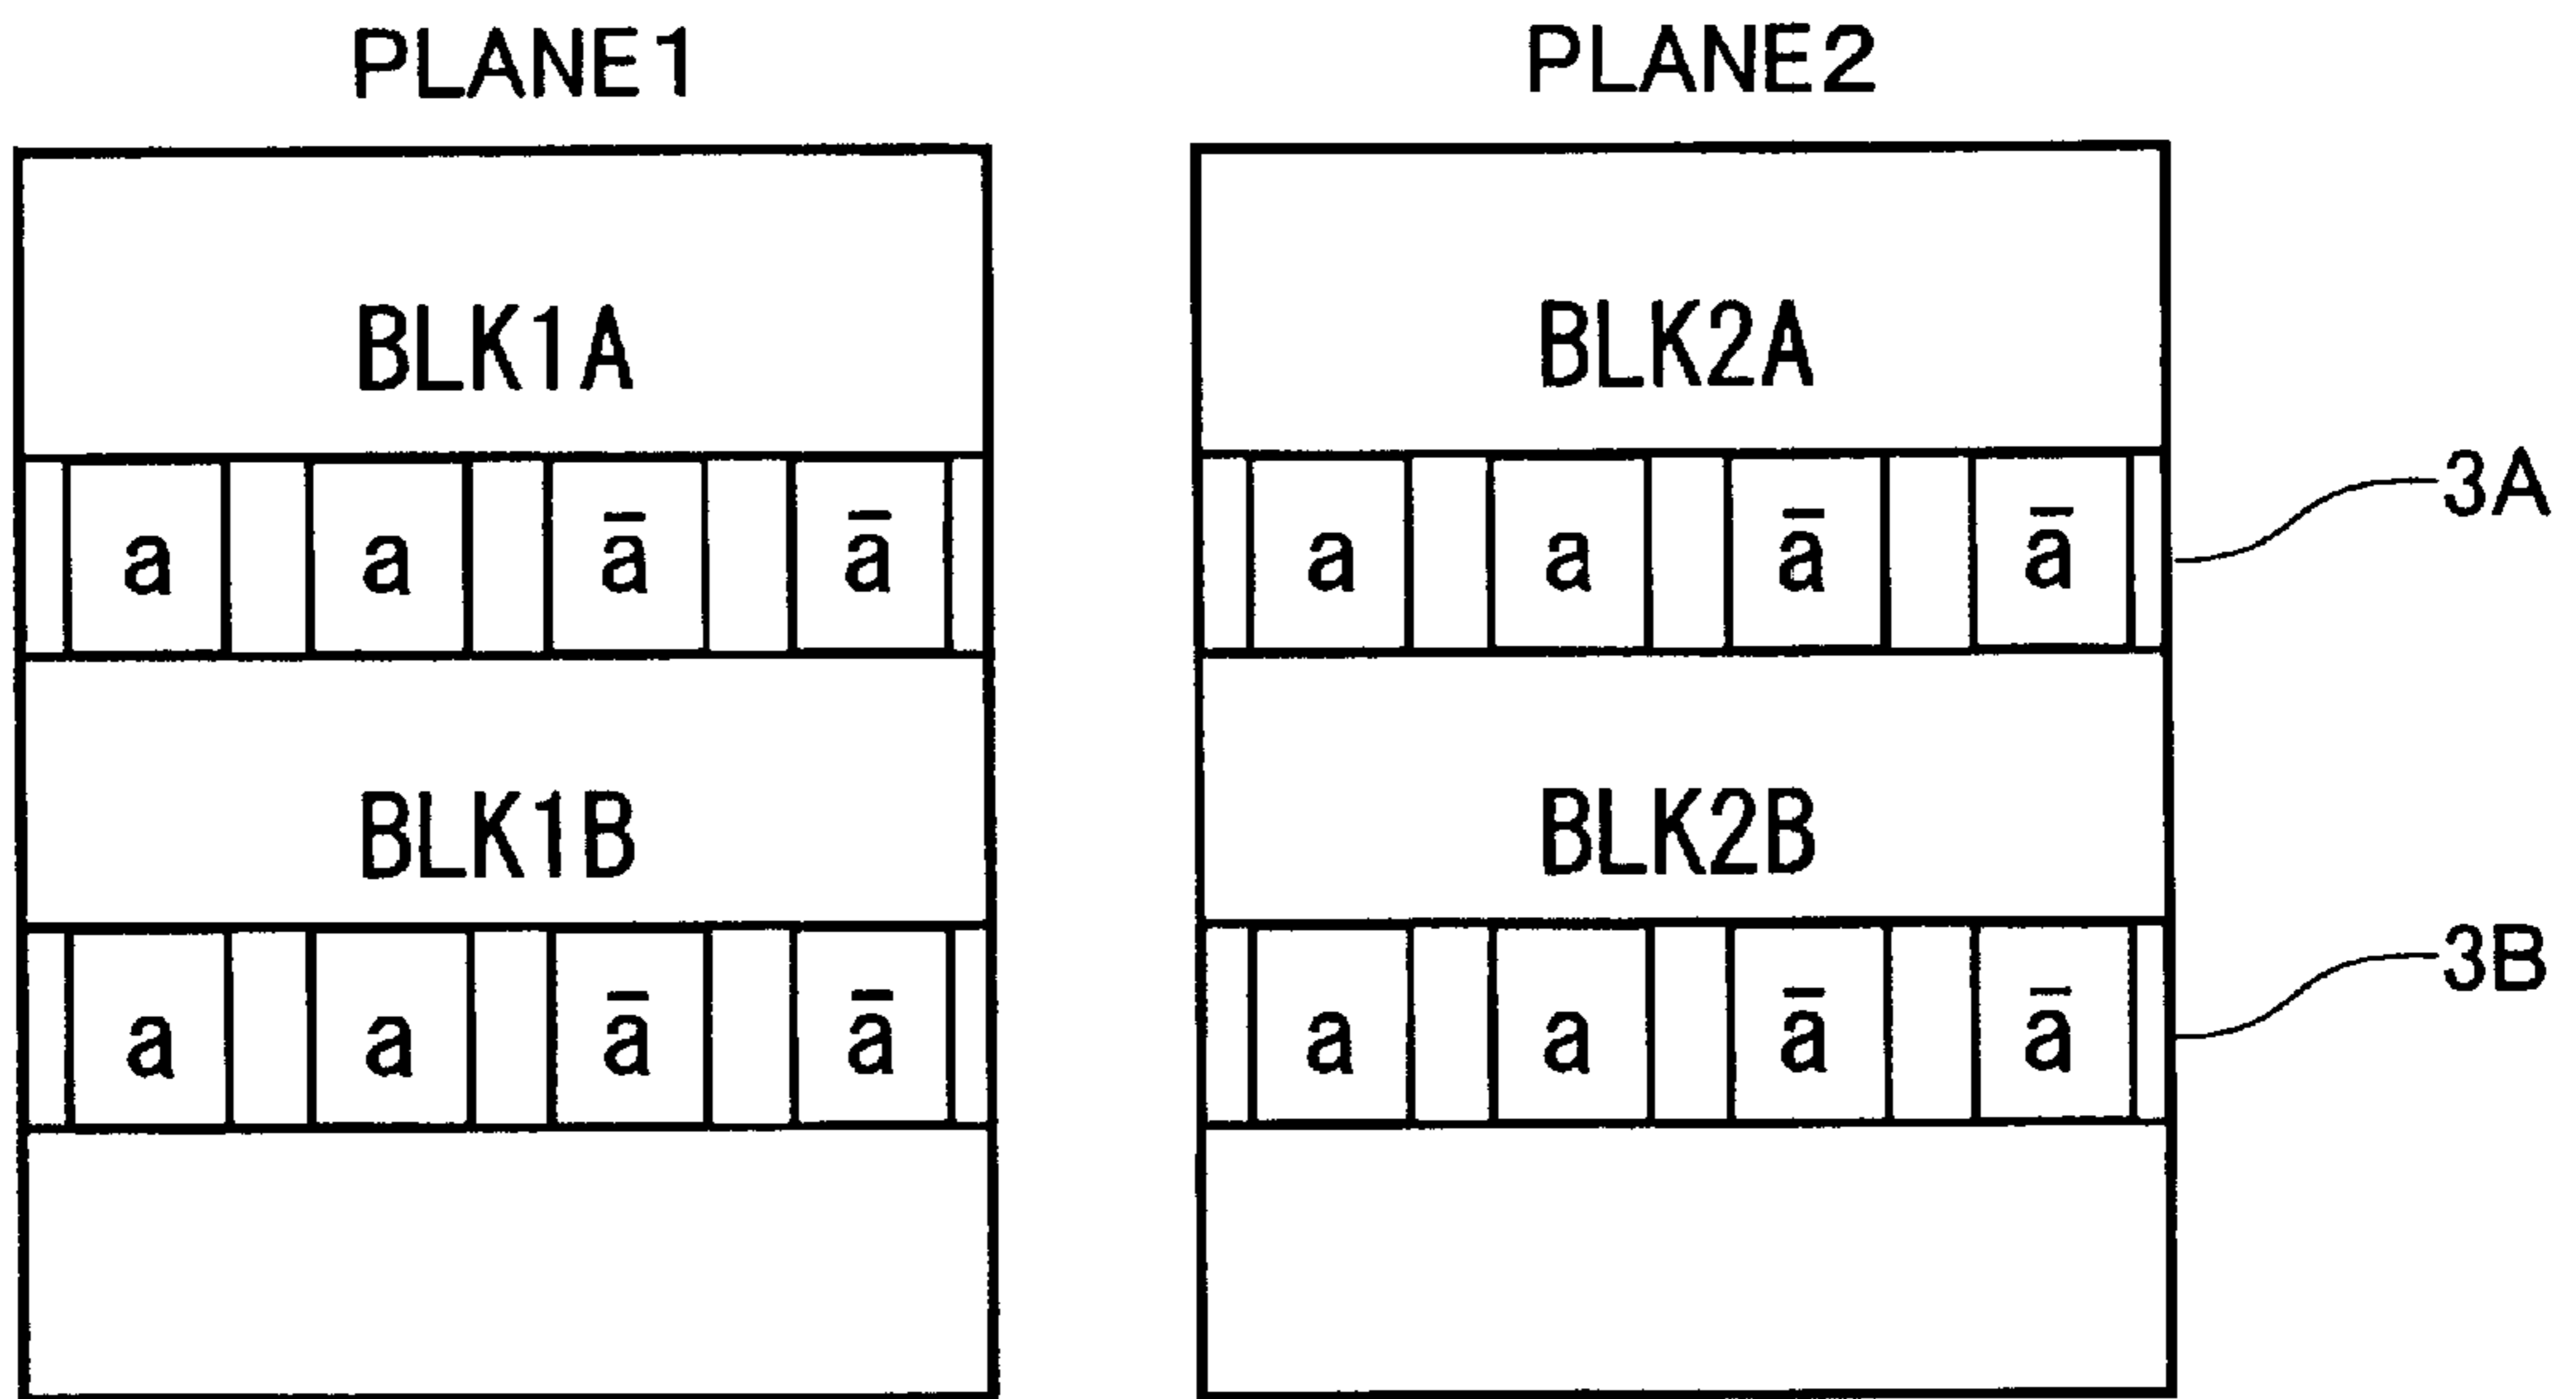 PLANE1 PLANE2
BLK1A BLK2A
a a ā ā a a ā ā 3A
BLK1B BLK2B
a a ā ā a a ā ā 3B